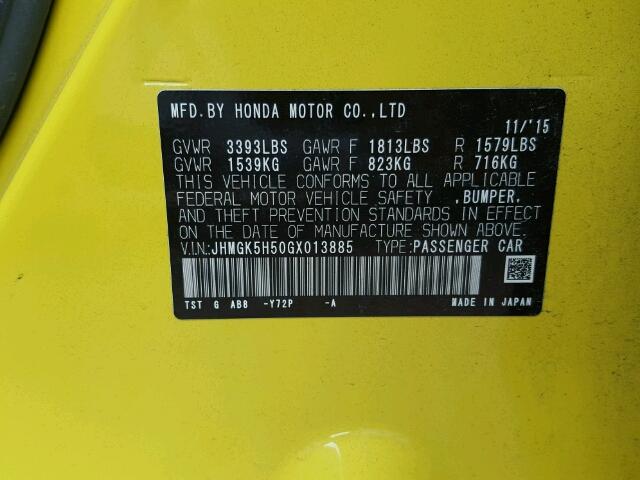 MFD.BY HONDA MOTOR CO.,LTD
11/'15
GVWR 3393LBS GAWR F 1813LBS R 1579LBS
GVWR 1539KG GAWR F 823KG R 716KG
THIS VEHICLE CONFORMS TO ALL APPLICABLE
FEDERAL MOTOR VEHICLE SAFETY ,BUMPER,
AND THEFT PREVENTION STANDARDS IN EFFECT
ON THE DATE OF MANUFACTURE SHOWN ABOVE.
V.I.N.:JHMGK5H50GX013885 TYPE:PASSENGER CAR
TST G AB8 -Y72P -A MADE IN JAPAN